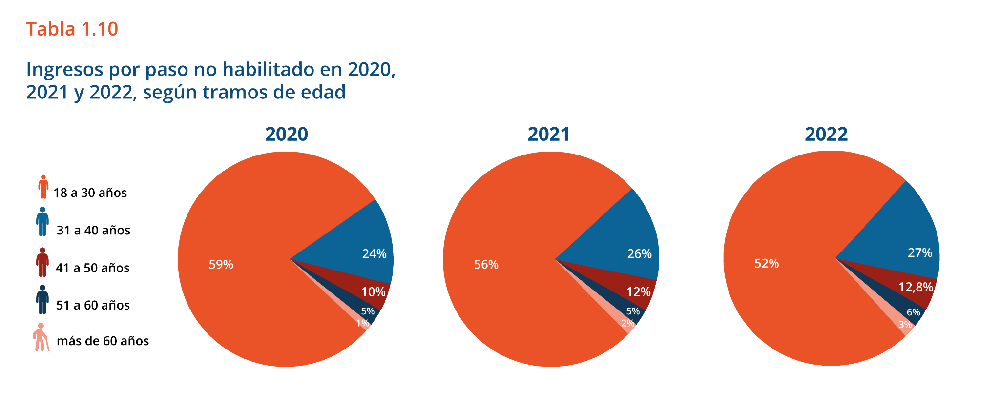 Tabla 1.10
Ingresos por paso no habilitado en 2020,
2021 y 2022, según tramos de edad
2020
2021
2022
18 a 30 años
31 a 40 años
41 a 50 años
51 a 60 años
más de 60 años
59%
24%
10%
5%
1%
56%
26%
12%
5%
2%
52%
27%
12,8%
6%
3%